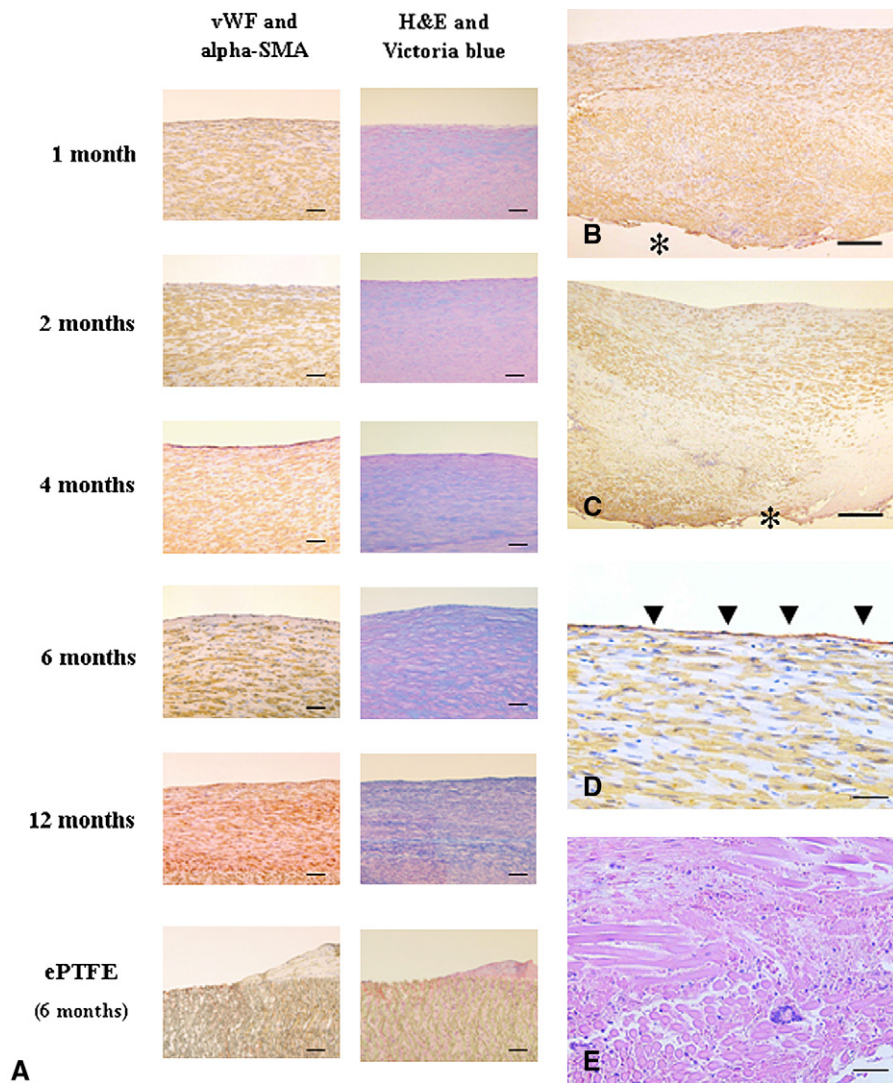 vWF and
alpha-SMA
H&E and
Victoria blue
1 month
2 months
4 months
6 months
12 months
ePTFE
(6 months)
A
B
*
C
*
D
E